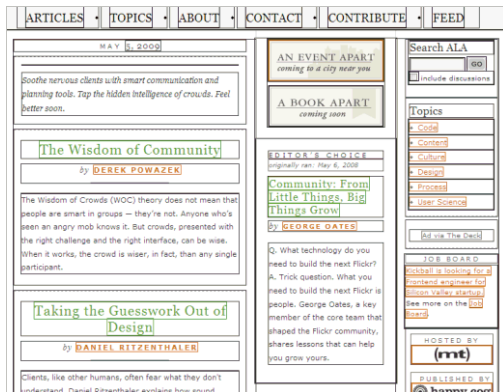 ARTICLES • TOPICS • ABOUT • CONTACT • CONTRIBUTE • FEED
MAY 5, 2009
Soothe nervous clients with smart communication and
planning tools. Tap the hidden intelligence of crowds. Feel
better soon.
The Wisdom of Community
by DEREK POWAZEK
The Wisdom of Crowds (WOC) theory does not mean that
people are smart in groups — they're not. Anyone who's
seen an angry mob knows it. But crowds, presented with
the right challenge and the right interface, can be wise.
When it works, the crowd is wiser, in fact, than any single
participant.
Taking the Guesswork Out of
Design
by DANIEL RITZENTHALER
Clients, like other humans, often fear what they don't
understand. Daniel Ritzenthaler explains how sound
AN EVENT APART
coming to a city near you
A BOOK APART
coming soon
EDITOR'S CHOICE
originally ran: May 6, 2008
Community: From
Little Things, Big
Things Grow
by GEORGE OATES
Q. What technology do you
need to build the next Flickr?
A. Trick question. What you
need to build the next Flickr is
people. George Oates, a key
member of the core team that
shaped the Flickr community,
shares lessons that can help
you grow yours.
Search ALA
GO
include discussions
Topics
• Code
• Content
• Culture
• Design
• Process
• User Science
Ad via The Deck
JOB BOARD
Kickball is looking for a
Frontend engineer for
Silicon Valley startup.
See more on the Job
Board.
HOSTED BY
(mt)
PUBLISHED BY
happy cog